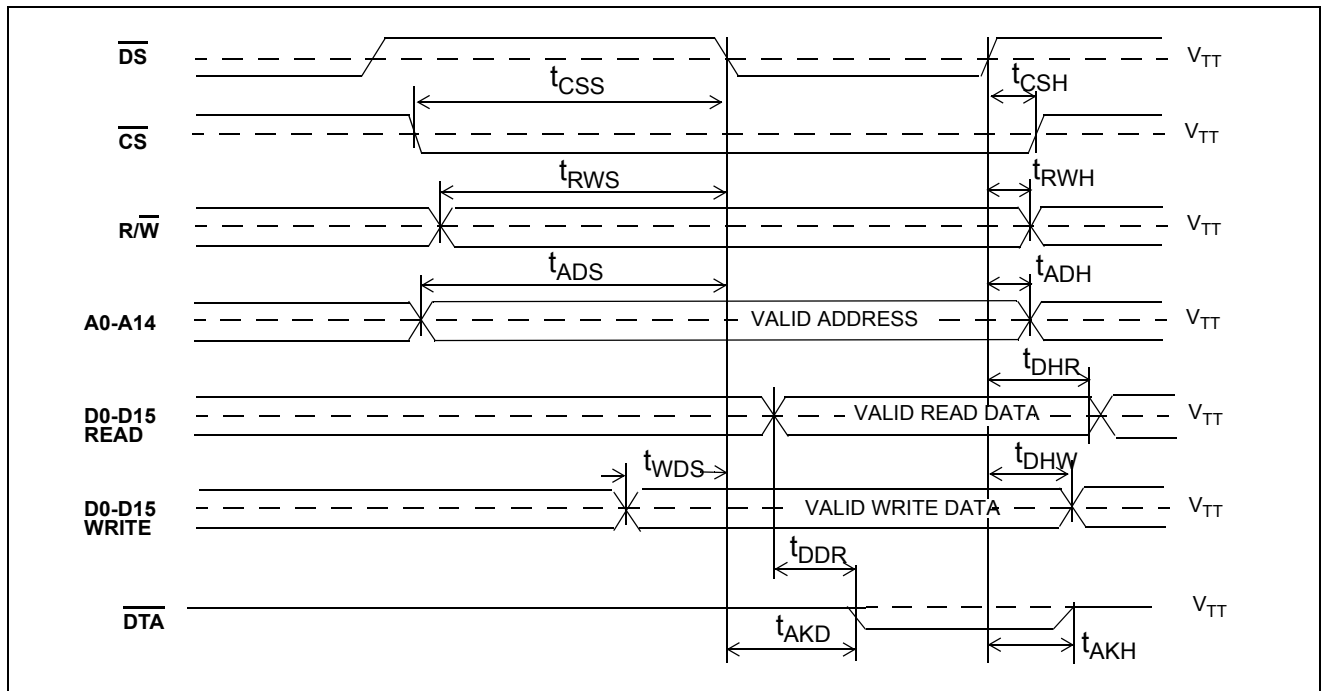 DS
V_TT
t_CSS
t_CSH
CS
V_TT
t_RWS
t_RWH
R/W
V_TT
t_ADS
t_ADH
A0-A14
VALID ADDRESS
V_TT
t_DHR
D0-D15
READ
VALID READ DATA
V_TT
t_WDS
t_DHW
D0-D15
WRITE
VALID WRITE DATA
V_TT
t_DDR
DTA
V_TT
t_AKD
t_AKH